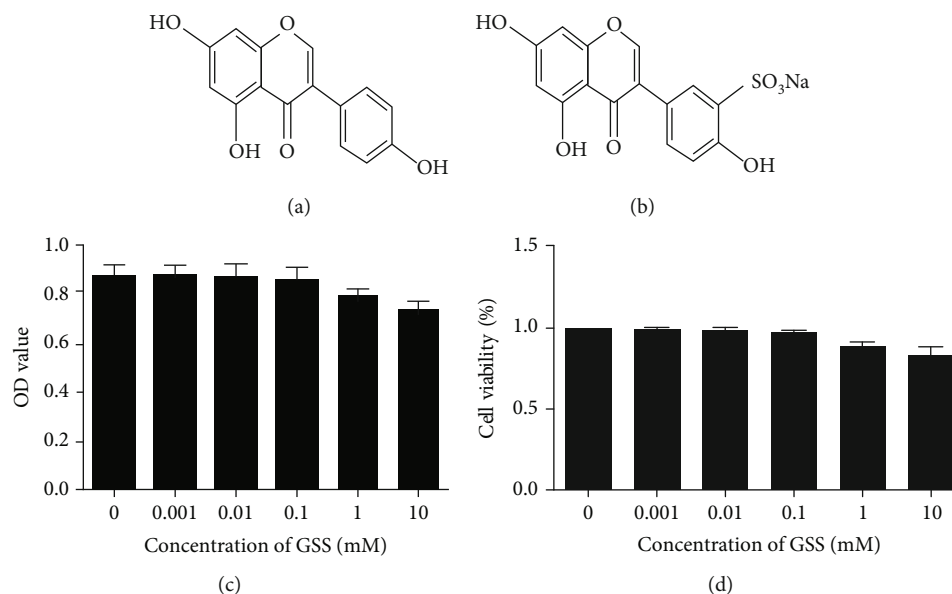 (a)
HO
O
OH
O
OH
(b)
HO
O
SO₃Na
OH
O
OH
(c)
OD value
1.0
0.8
0.6
0.4
0.2
0.0
0 0.001 0.01 0.1 1 10
Concentration of GSS (mM)
(d)
Cell viability (%)
1.5
1.0
0.5
0.0
0 0.001 0.01 0.1 1 10
Concentration of GSS (mM)